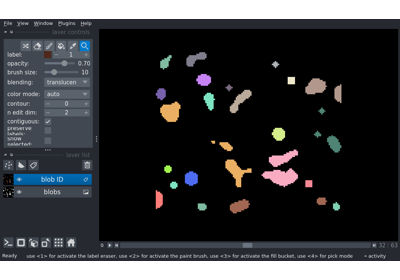 File View Window Plugins Help
layer controls
label: 1
opacity: 0.70
brush size: 10
blending: translucen
color mode: auto
contour: 0
n edit dim: 2
contiguous:
preserve labels:
show selected:
layer list
blob ID
blobs
32 63
Ready use <1> for activate the label eraser, use <2> for activate the paint brush, use <3> for activate the fill bucket, use <4> for pick mode activity